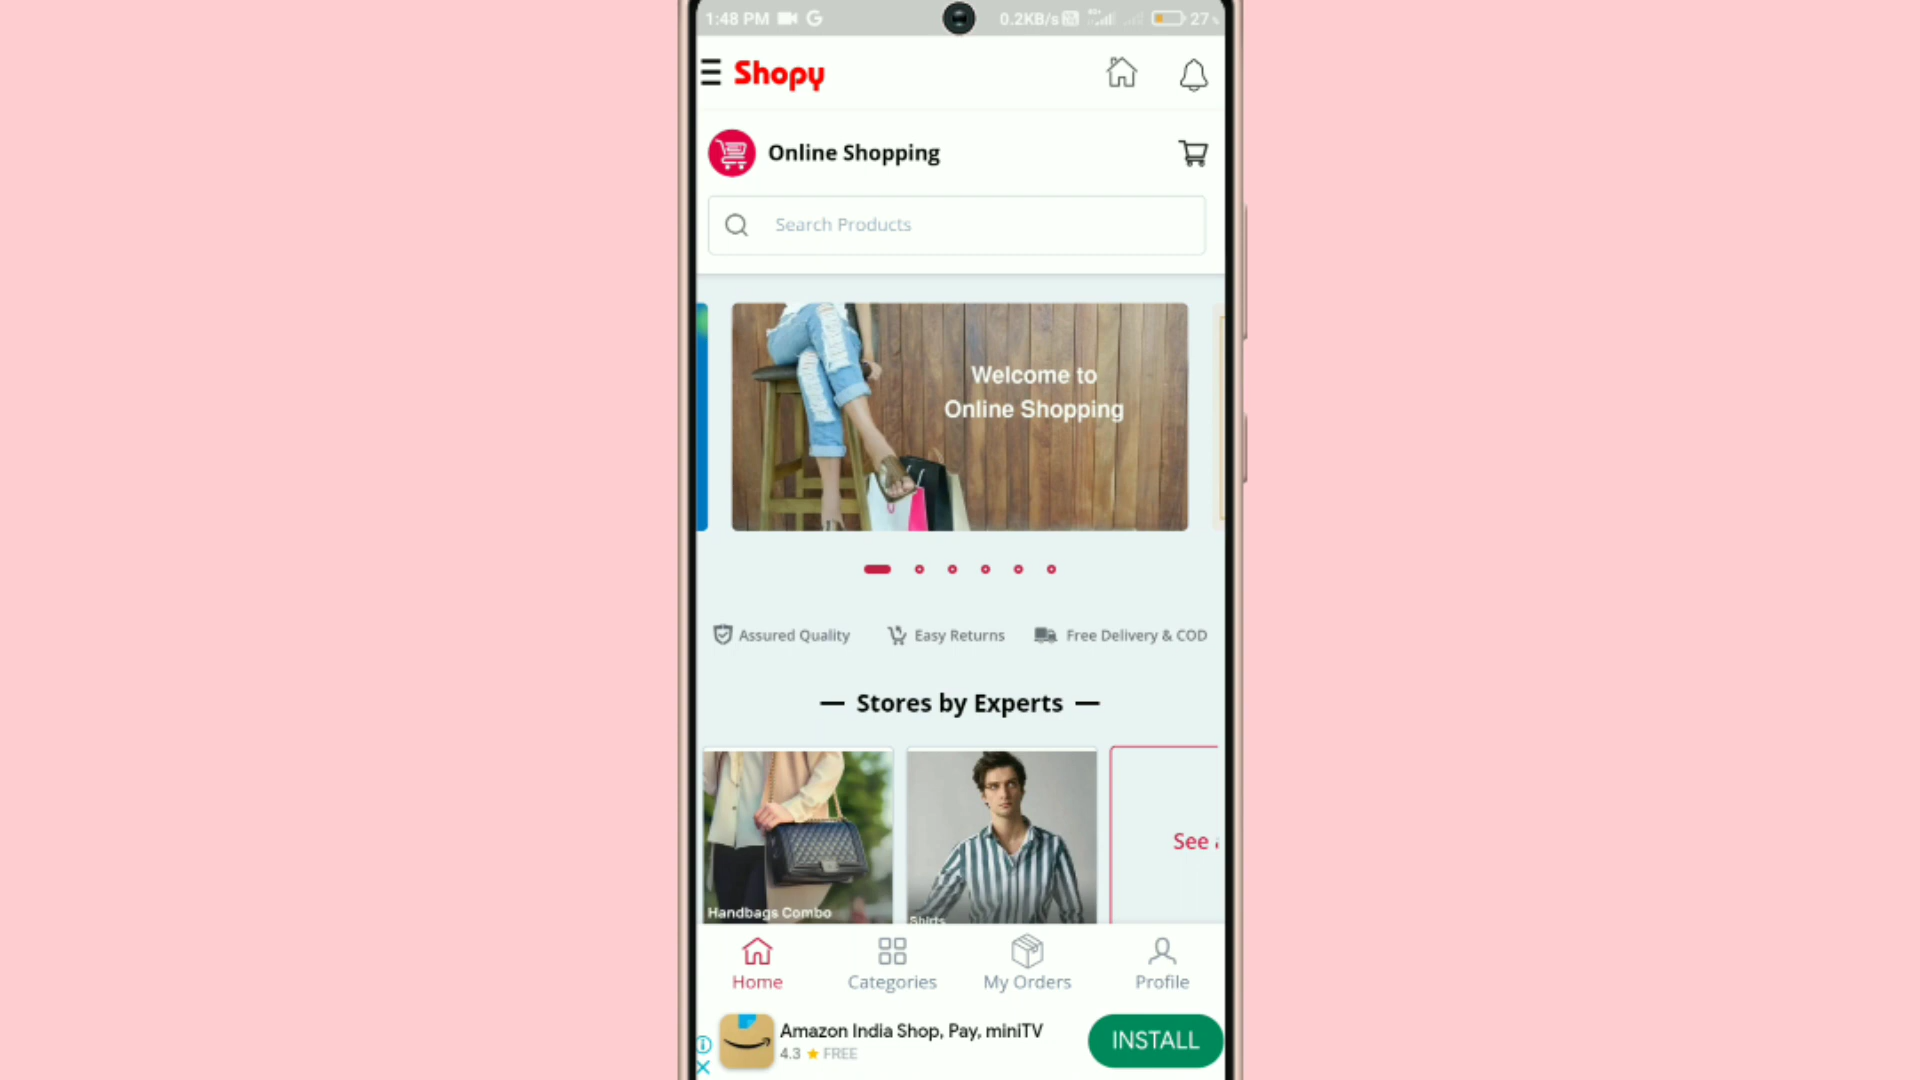 1:48 PM
0.2KB/s
27
Shopy
Online Shopping
Search Products
Welcome to
Online Shopping
Assured Quality
Easy Returns
Free Delivery & COD
Stores by Experts
Handbags Combo
Shirts
See
Home
Categories
My Orders
Profile
Amazon India Shop, Pay, miniTV
4.3 ★ FREE
INSTALL